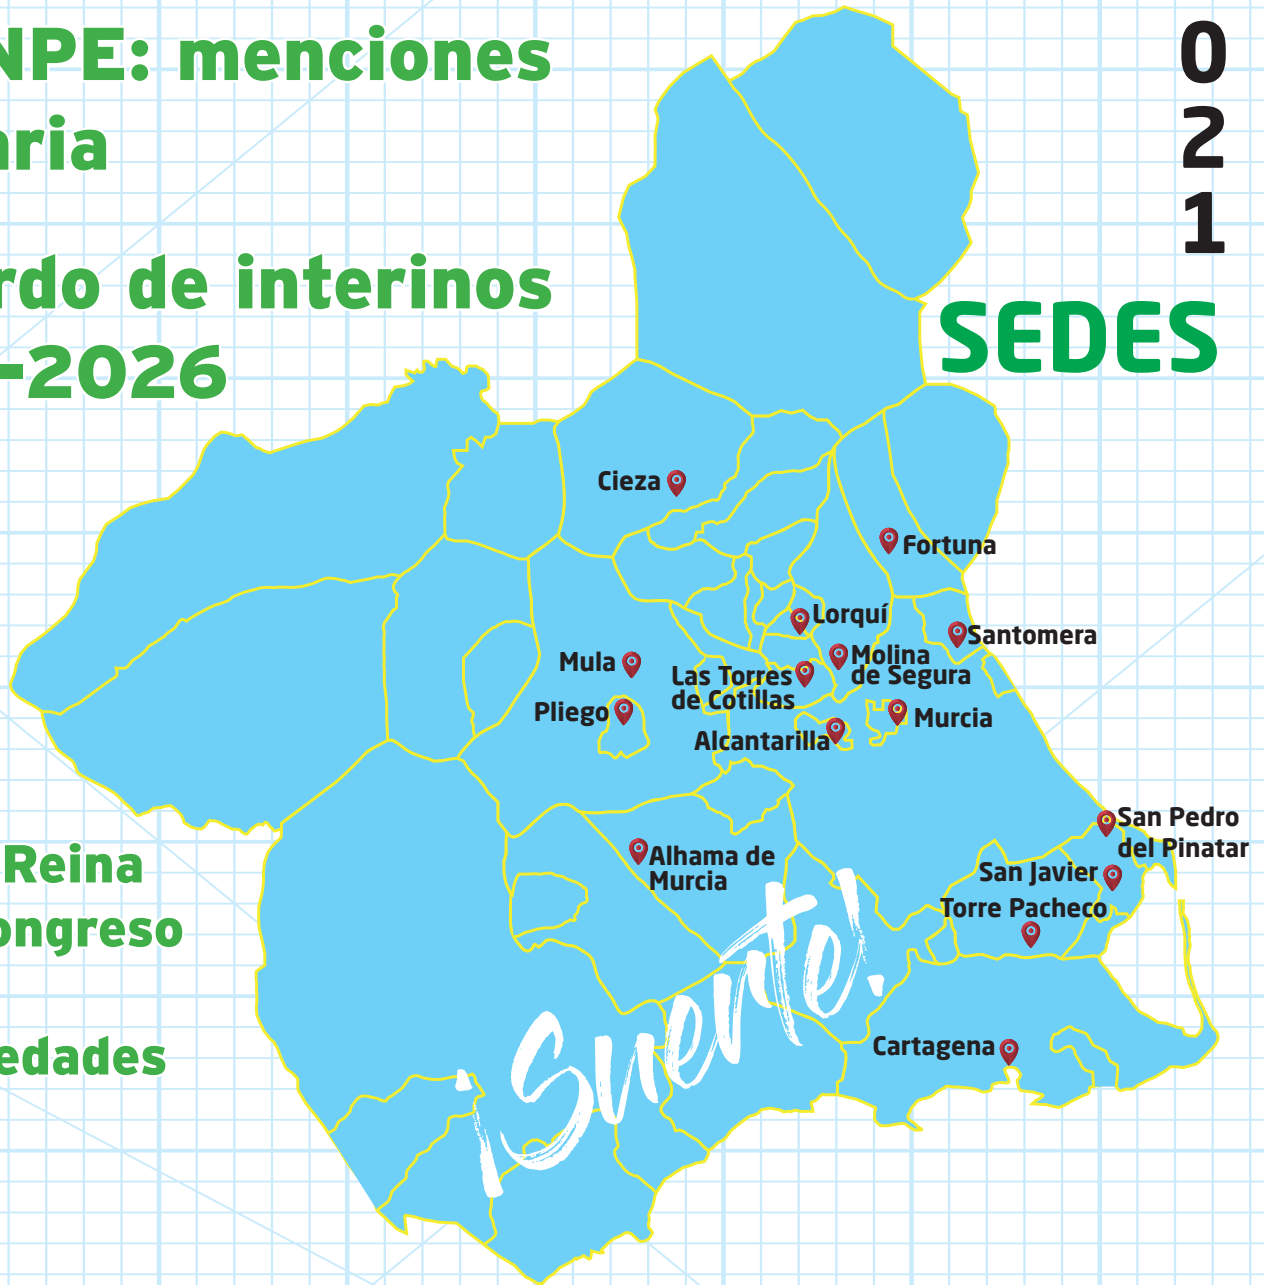 NPE: menciones
aria
rdo de interinos
-2026
0
2
1
SEDES
Cieza
Fortuna
Lorquí
Santomera
Mula
Molina
de Segura
Las Torres
de Cotillas
Pliego
Murcia
Alcantarilla
San Pedro
del Pinatar
Alhama de
Murcia
San Javier
Torre Pacheco
Reina
ongreso
¡Suerte!
Cartagena
edades